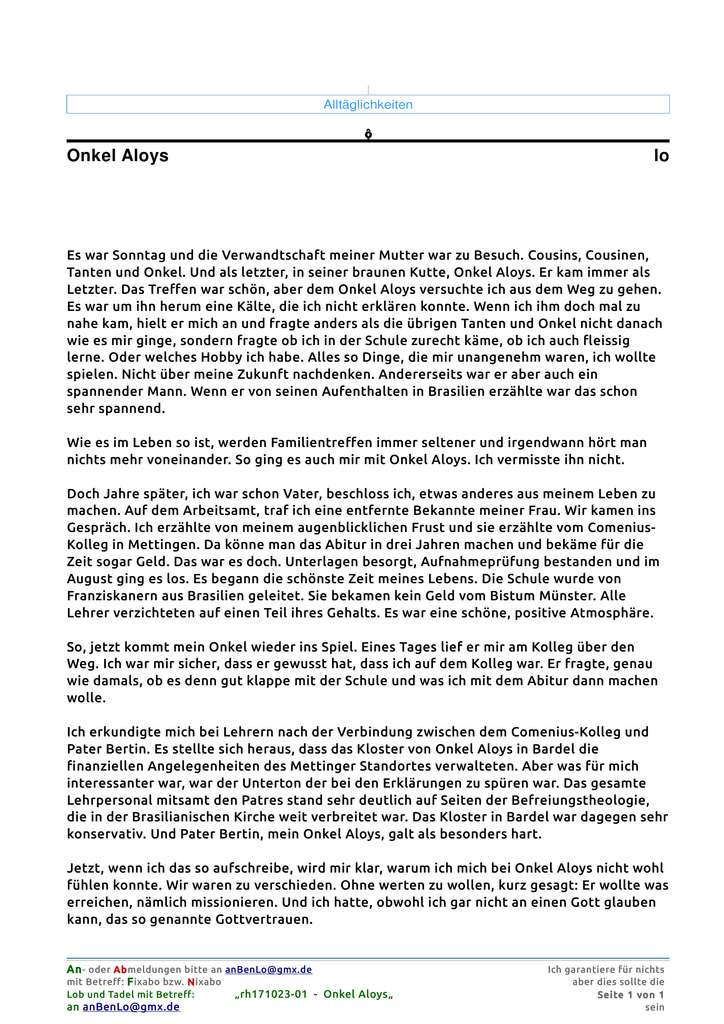 Alltäglichkeiten
ô
Onkel Aloys lo
Es war Sonntag und die Verwandtschaft meiner Mutter war zu Besuch. Cousins, Cousinen,
Tanten und Onkel. Und als letzter, in seiner braunen Kutte, Onkel Aloys. Er kam immer als
Letzter. Das Treffen war schön, aber dem Onkel Aloys versuchte ich aus dem Weg zu gehen.
Es war um ihn herum eine Kälte, die ich nicht erklären konnte. Wenn ich ihm doch mal zu
nahe kam, hielt er mich an und fragte anders als die übrigen Tanten und Onkel nicht danach
wie es mir ginge, sondern fragte ob ich in der Schule zurecht käme, ob ich auch fleissig
lerne. Oder welches Hobby ich habe. Alles so Dinge, die mir unangenehm waren, ich wollte
spielen. Nicht über meine Zukunft nachdenken. Andererseits war er aber auch ein
spannender Mann. Wenn er von seinen Aufenthalten in Brasilien erzählte war das schon
sehr spannend.
Wie es im Leben so ist, werden Familientreffen immer seltener und irgendwann hört man
nichts mehr voneinander. So ging es auch mir mit Onkel Aloys. Ich vermisste ihn nicht.
Doch Jahre später, ich war schon Vater, beschloss ich, etwas anderes aus meinem Leben zu
machen. Auf dem Arbeitsamt, traf ich eine entfernte Bekannte meiner Frau. Wir kamen ins
Gespräch. Ich erzählte von meinem augenblicklichen Frust und sie erzählte vom Comenius-
Kolleg in Mettingen. Da könne man das Abitur in drei Jahren machen und bekäme für die
Zeit sogar Geld. Das war es doch. Unterlagen besorgt, Aufnahmeprüfung bestanden und im
August ging es los. Es begann die schönste Zeit meines Lebens. Die Schule wurde von
Franziskanern aus Brasilien geleitet. Sie bekamen kein Geld vom Bistum Münster. Alle
Lehrer verzichteten auf einen Teil ihres Gehalts. Es war eine schöne, positive Atmosphäre.
So, jetzt kommt mein Onkel wieder ins Spiel. Eines Tages lief er mir am Kolleg über den
Weg. Ich war mir sicher, dass er gewusst hat, dass ich auf dem Kolleg war. Er fragte, genau
wie damals, ob es denn gut klappe mit der Schule und was ich mit dem Abitur dann machen
wolle.
Ich erkundigte mich bei Lehrern nach der Verbindung zwischen dem Comenius-Kolleg und
Pater Bertin. Es stellte sich heraus, dass das Kloster von Onkel Aloys in Bardel die
finanziellen Angelegenheiten des Mettinger Standortes verwalteten. Aber was für mich
interessanter war, war der Unterton der bei den Erklärungen zu spüren war. Das gesamte
Lehrpersonal mitsamt den Patres stand sehr deutlich auf Seiten der Befreiungstheologie,
die in der Brasilianischen Kirche weit verbreitet war. Das Kloster in Bardel war dagegen sehr
konservativ. Und Pater Bertin, mein Onkel Aloys, galt als besonders hart.
Jetzt, wenn ich das so aufschreibe, wird mir klar, warum ich mich bei Onkel Aloys nicht wohl
fühlen konnte. Wir waren zu verschieden. Ohne werten zu wollen, kurz gesagt: Er wollte was
erreichen, nämlich missionieren. Und ich hatte, obwohl ich gar nicht an einen Gott glauben
kann, das so genannte Gottvertrauen.
An- oder Abmeldungen bitte an anBenLo@gmx.de Ich garantiere für nichts
mit Betreff: Fixabo bzw. Nixabo aber dies sollte die
Lob und Tadel mit Betreff: „rh171023-01 - Onkel Aloys„ Seite 1 von 1
an anBenLo@gmx.de sein